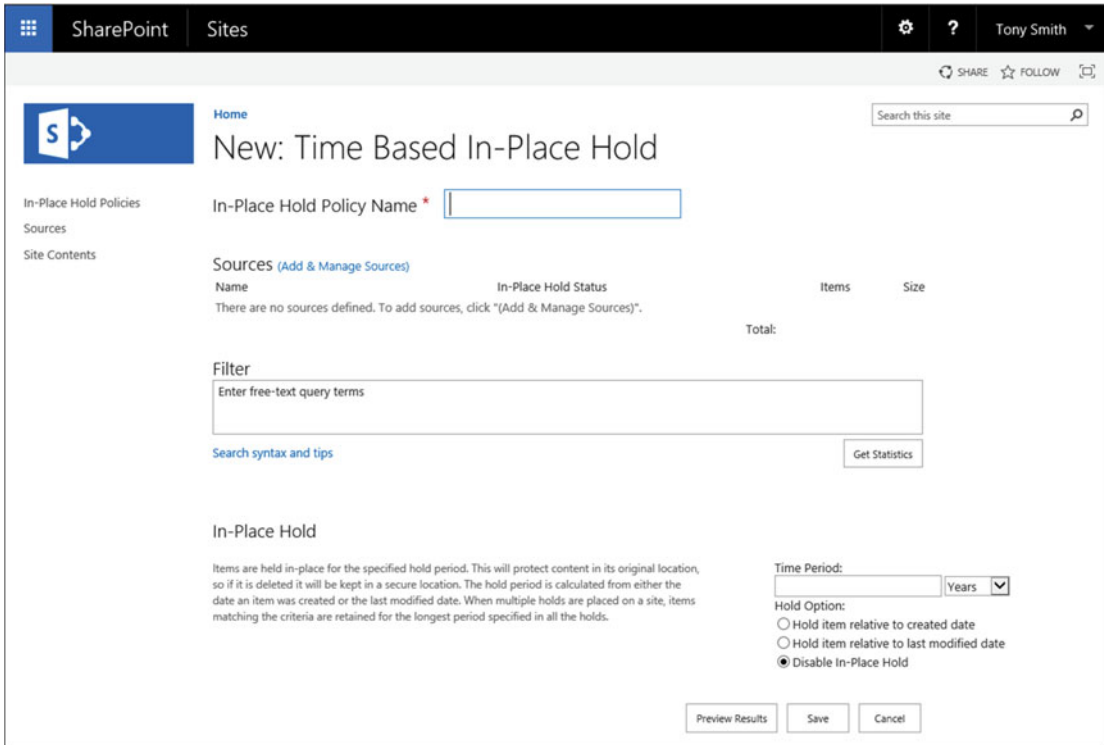 SharePoint Sites ? Tony Smith
SHARE FOLLOW
S
Home
Search this site
New: Time Based In-Place Hold
In-Place Hold Policies
Sources
Site Contents
In-Place Hold Policy Name *
Sources (Add & Manage Sources)
Name In-Place Hold Status Items Size
There are no sources defined. To add sources, click "(Add & Manage Sources)".
Total:
Filter
Enter free-text query terms
Search syntax and tips
Get Statistics
In-Place Hold
Items are held in-place for the specified hold period. This will protect content in its original location,
so if it is deleted it will be kept in a secure location. The hold period is calculated from either the
date an item was created or the last modified date. When multiple holds are placed on a site, items
matching the criteria are retained for the longest period specified in all the holds.
Time Period:
Years
Hold Option:
Hold item relative to created date
Hold item relative to last modified date
Disable In-Place Hold
Preview Results Save Cancel